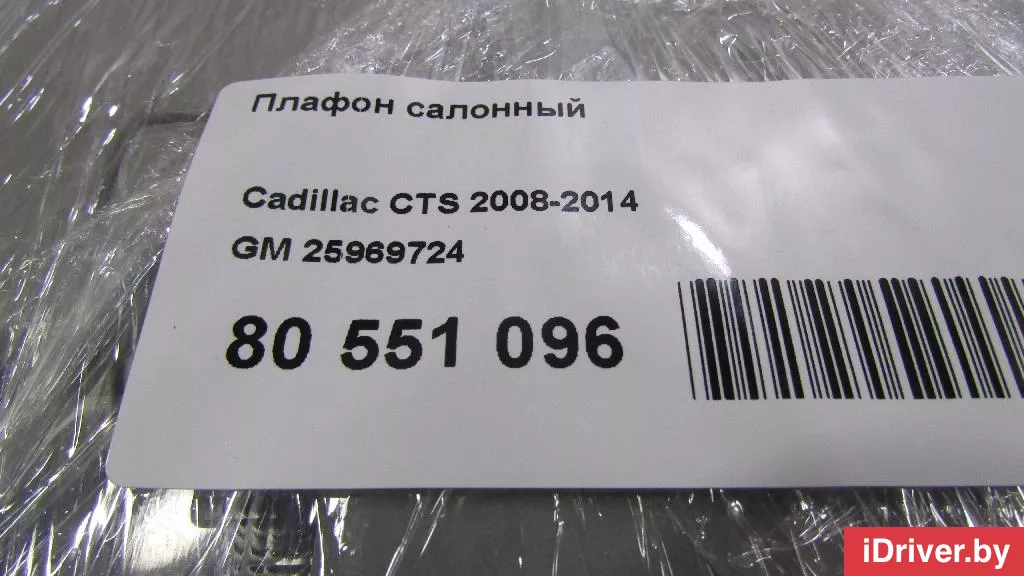 Плафон салонный
Cadillac CTS 2008-2014
GM 25969724
80 551 096
iDriver.by